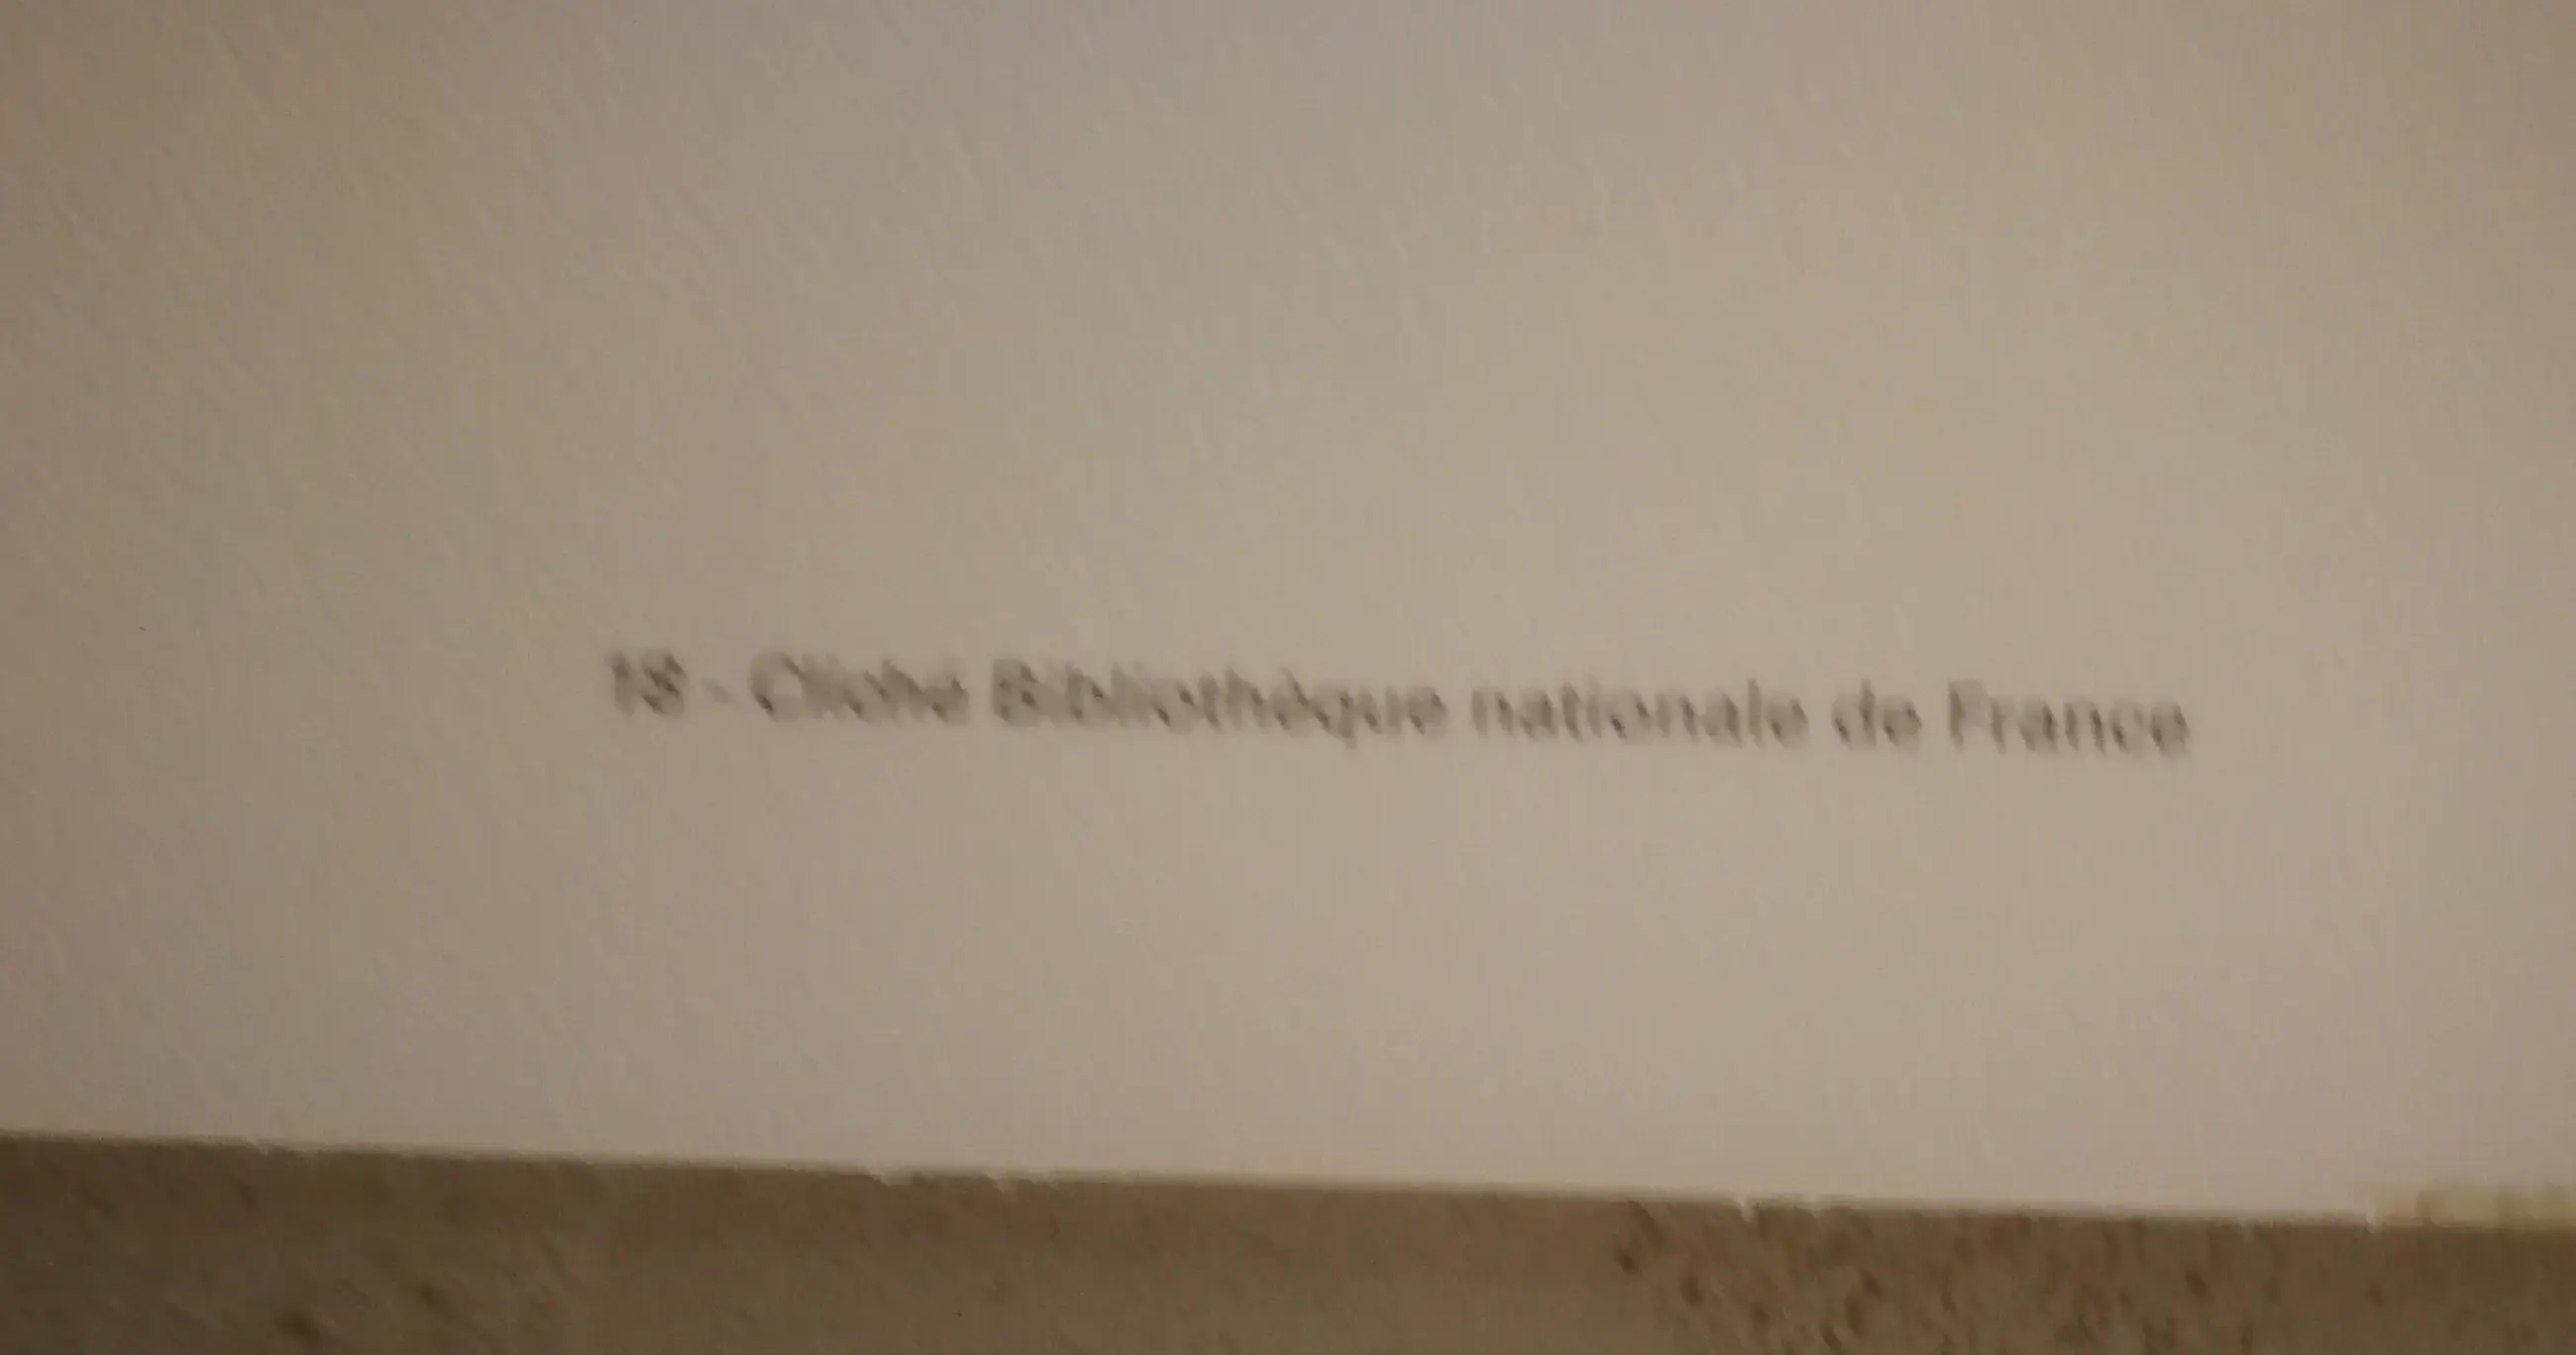 18 - Cliché Bibliothèque nationale de France